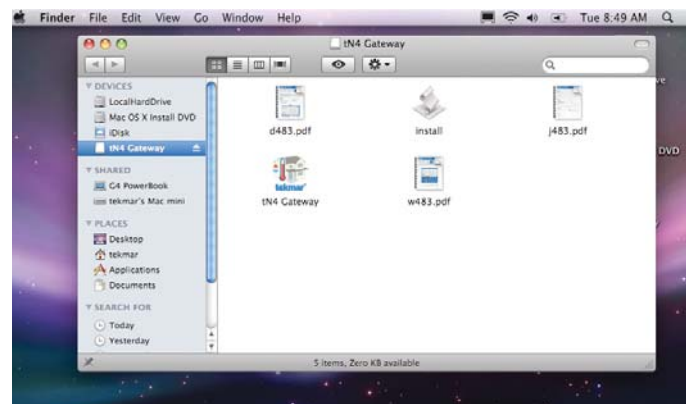 Finder File Edit View Go Window Help Tue 8:49 AM
tN4 Gateway
DEVICES
LocalHardDrive
Mac OS X Install DVD
iDisk
tN4 Gateway
SHARED
G4 PowerBook
tekmar's Mac mini
PLACES
Desktop
tekmar
Applications
Documents
SEARCH FOR
Today
Yesterday
d483.pdf install j483.pdf
tekmar
tN4 Gateway w483.pdf
5 items, Zero KB available
ve
DVD